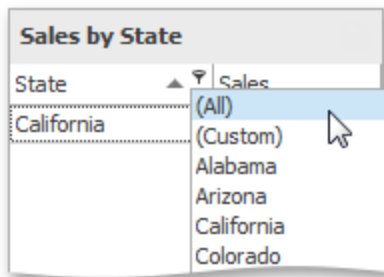 Sales by State
State Sales
California
(All)
(Custom)
Alabama
Arizona
California
Colorado